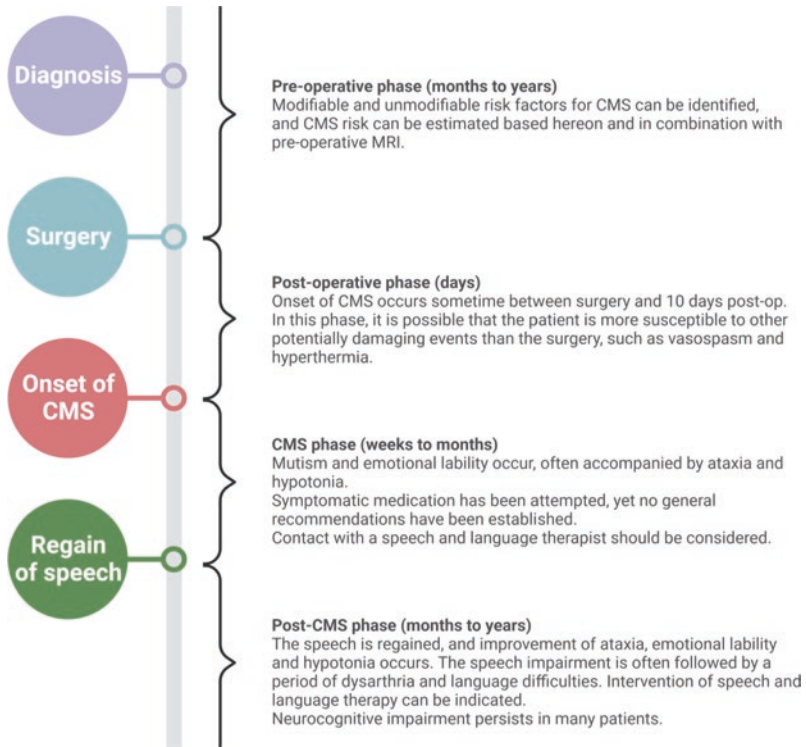 Diagnosis
Pre-operative phase (months to years)
Modifiable and unmodifiable risk factors for CMS can be identified,
and CMS risk can be estimated based hereon and in combination with
pre-operative MRI.
Surgery
Post-operative phase (days)
Onset of CMS occurs sometime between surgery and 10 days post-op.
In this phase, it is possible that the patient is more susceptible to other
potentially damaging events than the surgery, such as vasospasm and
hyperthermia.
Onset of
CMS
CMS phase (weeks to months)
Mutism and emotional lability occur, often accompanied by ataxia and
hypotonia.
Symptomatic medication has been attempted, yet no general
recommendations have been established.
Contact with a speech and language therapist should be considered.
Regain
of speech
Post-CMS phase (months to years)
The speech is regained, and improvement of ataxia, emotional lability
and hypotonia occurs. The speech impairment is often followed by a
period of dysarthria and language difficulties. Intervention of speech and
language therapy can be indicated.
Neurocognitive impairment persists in many patients.